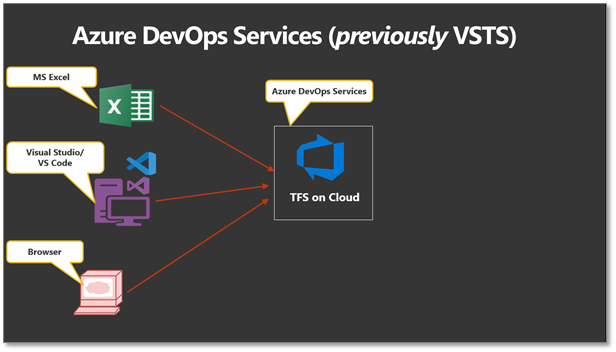 Azure DevOps Services (previously VSTS)
MS Excel
Azure DevOps Services
Visual Studio/
VS Code
TFS on Cloud
Browser